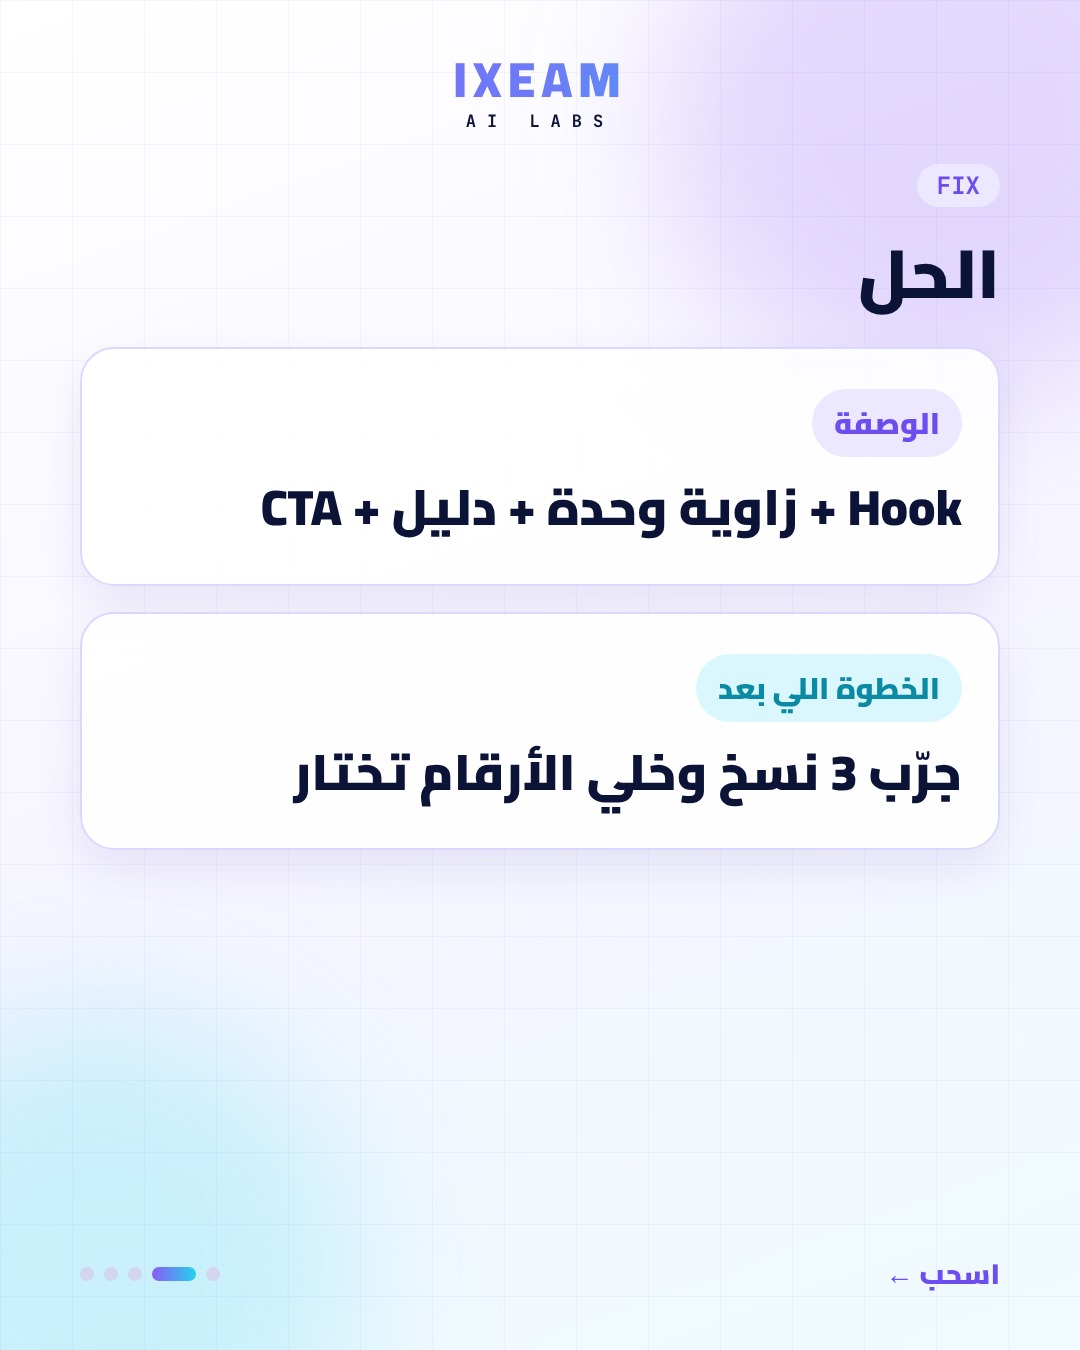 IXEAM
AI LABS
FIX
الحل
الوصفة
Hook + زاوية وحدة + دليل + CTA
الخطوة اللي بعد
جرّب 3 نسخ وخلي الأرقام تختار
اسحب ←